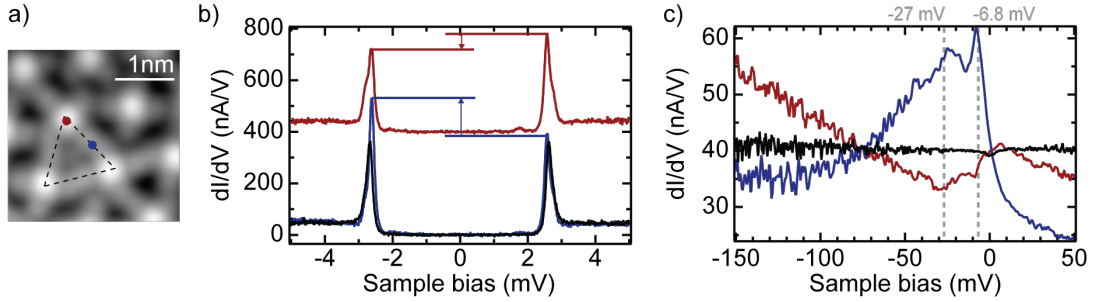 a)
1nm
b)
dI/dV (nA/V)
800
600
400
200
0
-4
-2
0
2
4
Sample bias (mV)
c)
-27 mV
-6.8 mV
dI/dV (nA/V)
60
50
40
30
-150
-100
-50
0
50
Sample bias (mV)